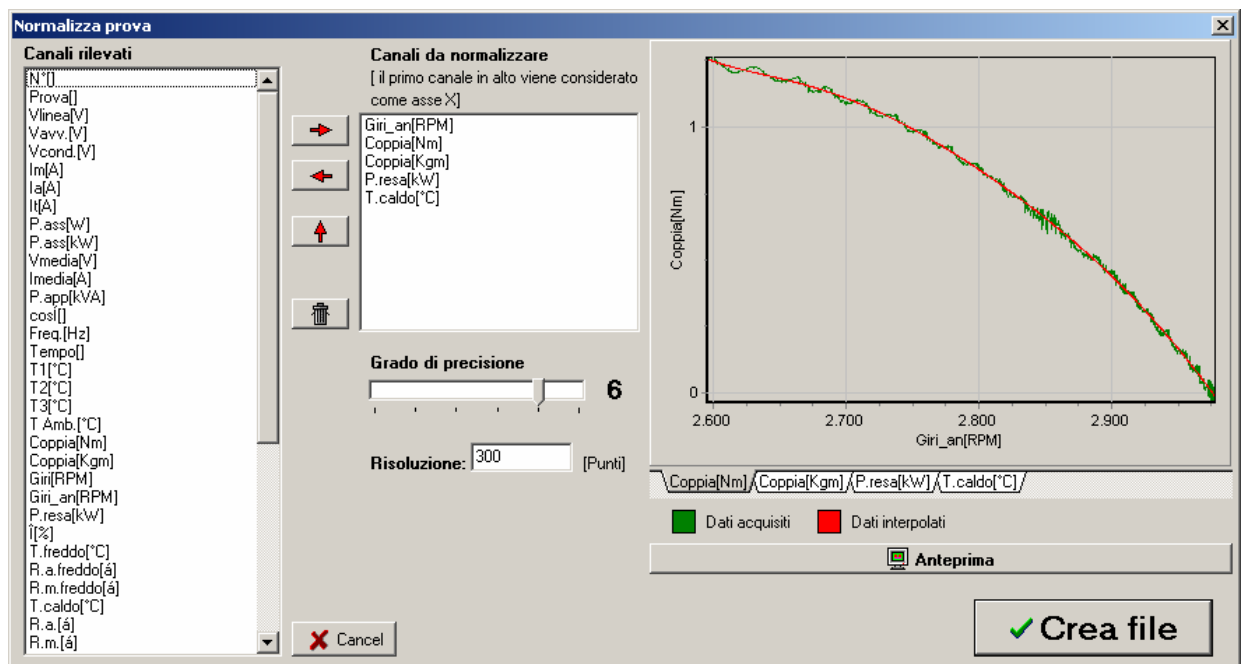 Normalizza prova
Canali rilevati
N°[]
Prova[]
Vlinea[V]
Vavv.[V]
Vcond.[V]
Im[A]
Ia[A]
It[A]
P.ass[W]
P.ass[kW]
Vmedia[V]
Imedia[A]
P.app[kVA]
cosÍ[]
Freq.[Hz]
Tempo[]
T1[°C]
T2[°C]
T3[°C]
T Amb.[°C]
Coppia[Nm]
Coppia[Kgm]
Giri[RPM]
Giri_an[RPM]
P.resa[kW]
Î[%]
T.freddo[°C]
R.a.freddo[á]
R.m.freddo[á]
T.caldo[°C]
R.a.[á]
R.m.[á]
Canali da normalizzare
[ il primo canale in alto viene considerato
come asse X]
Giri_an[RPM]
Coppia[Nm]
Coppia[Kgm]
P.resa[kW]
T.caldo[°C]
Grado di precisione
6
Risoluzione: 300 [Punti]
Cancel
Coppia[Nm]
1
0
2.600 2.700 2.800 2.900
Giri_an[RPM]
Coppia[Nm] Coppia[Kgm] P.resa[kW] T.caldo[°C]
Dati acquisiti Dati interpolati
Anteprima
Crea file